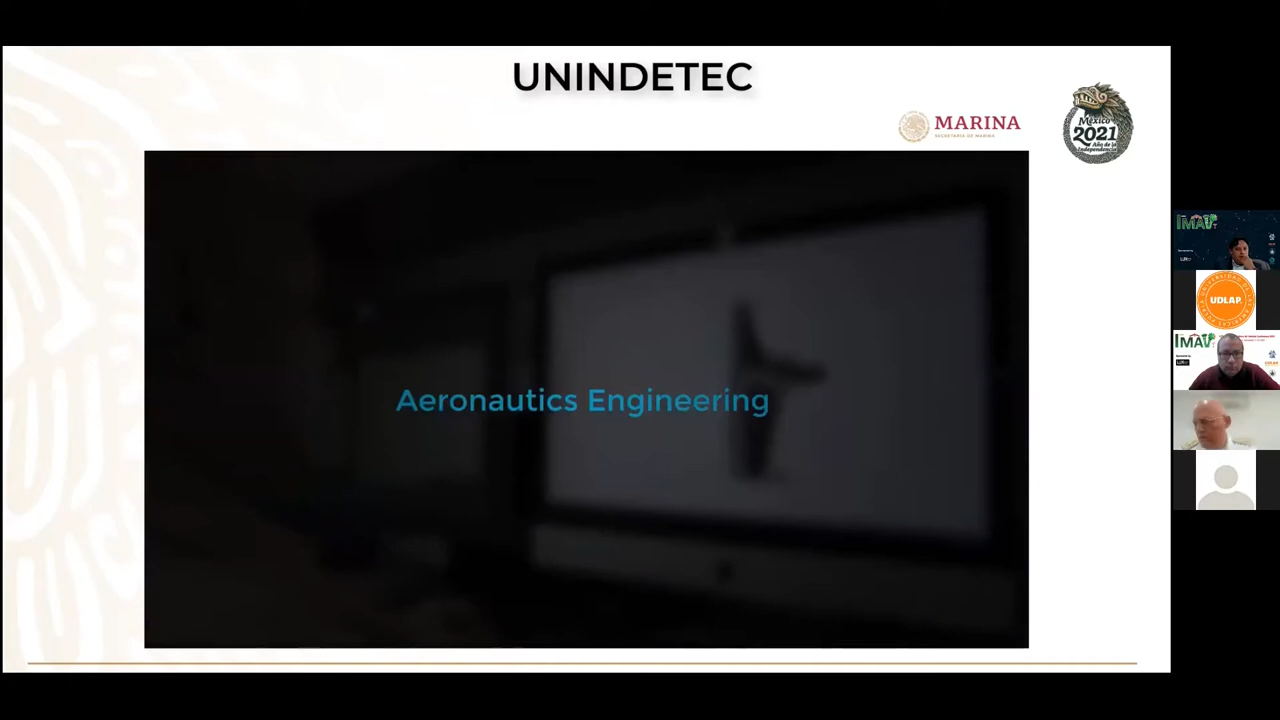 UNINDETEC
MARINA
SECRETARÍA DE MARINA
México
2021
Año de la
Independencia
Aeronautics Engineering
IMAV
UDLAP
IMAV